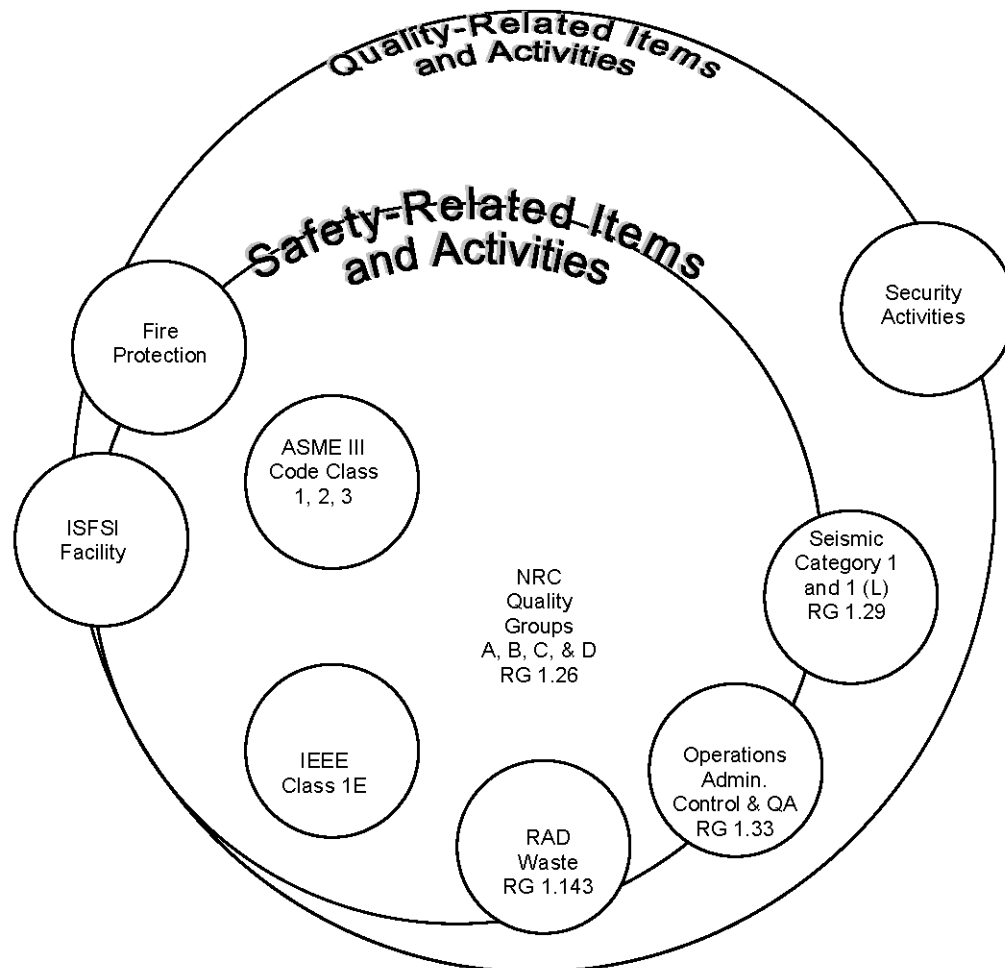 Quality-Related Items
and Activities
Safety-Related Items
and Activities
Security
Activities
Fire
Protection
ASME III
Code Class
1, 2, 3
ISFSI
Facility
Seismic
Category 1
and 1 (L)
RG 1.29
NRC
Quality
Groups
A, B, C, & D
RG 1.26
IEEE
Class 1E
Operations
Admin.
Control & QA
RG 1.33
RAD
Waste
RG 1.143